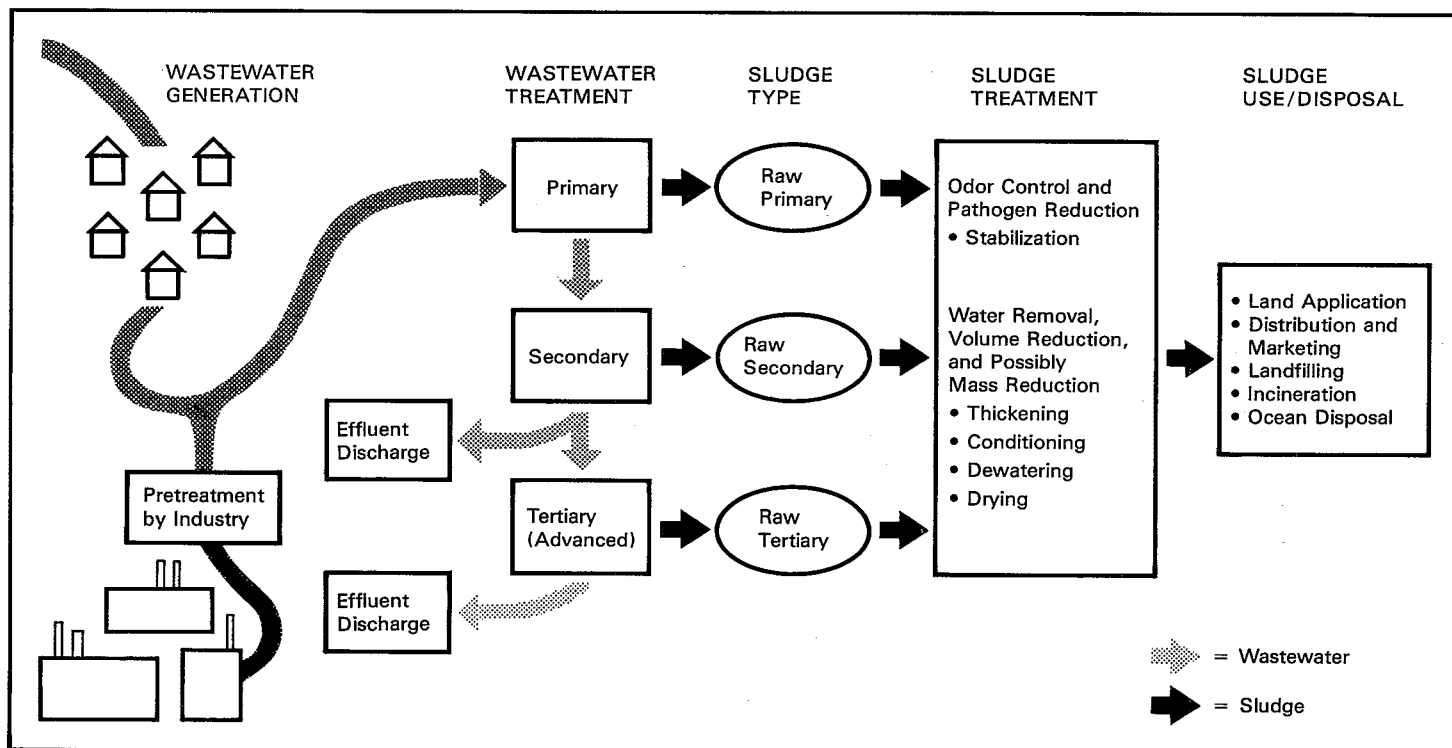 WASTEWATER
GENERATION
WASTEWATER
TREATMENT
SLUDGE
TYPE
SLUDGE
TREATMENT
SLUDGE
USE/DISPOSAL
Primary
Raw
Primary
Odor Control and
Pathogen Reduction
• Stabilization
Secondary
Raw
Secondary
Water Removal,
Volume Reduction,
and Possibly
Mass Reduction
• Thickening
• Conditioning
• Dewatering
• Drying
• Land Application
• Distribution and
Marketing
• Landfilling
• Incineration
• Ocean Disposal
Effluent
Discharge
Pretreatment
by Industry
Tertiary
(Advanced)
Raw
Tertiary
Effluent
Discharge
= Wastewater
= Sludge